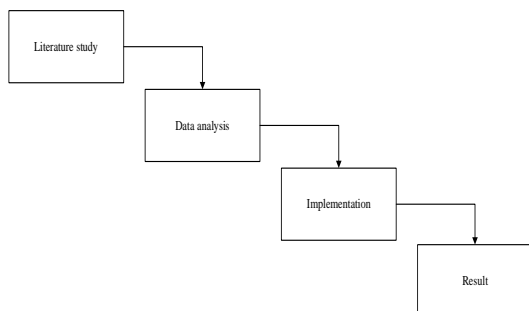 Literature study
Data analysis
Implementation
Result